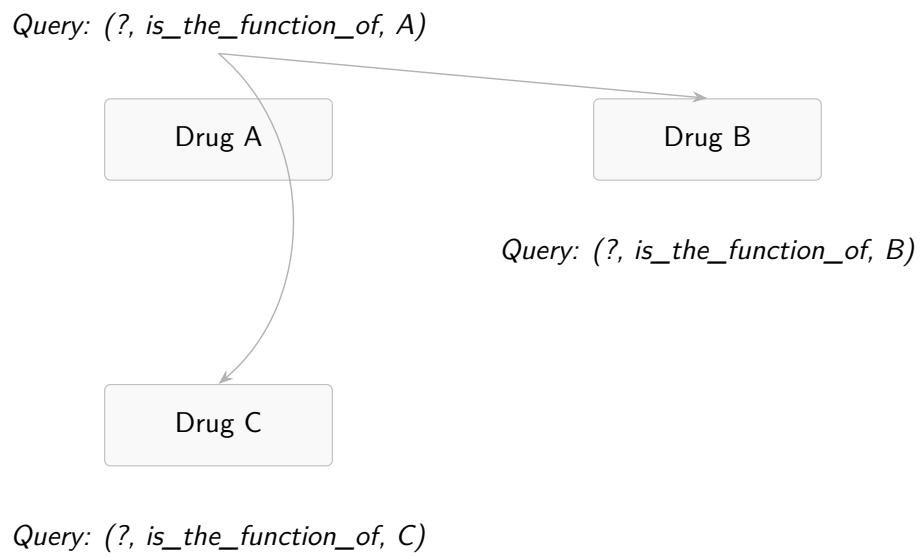 Query: (?, is_the_function_of, A)
Drug A
Drug B
Query: (?, is_the_function_of, B)
Drug C
Query: (?, is_the_function_of, C)